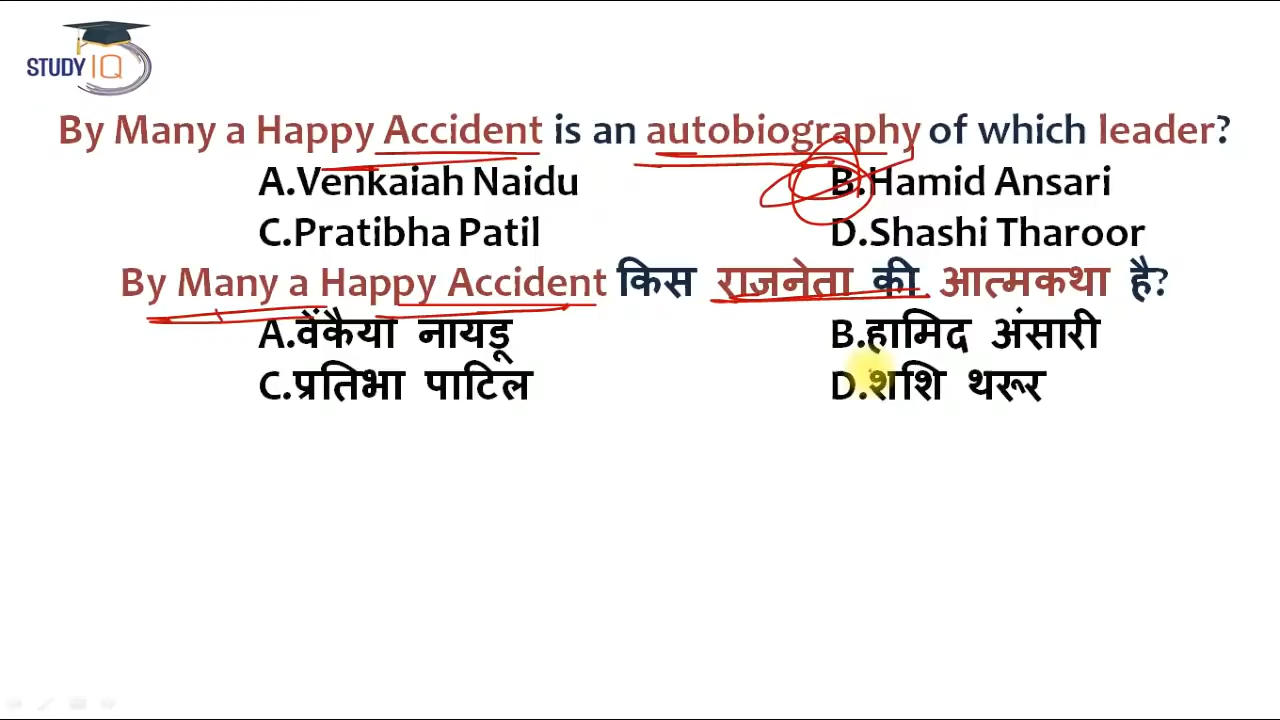 STUDY IQ
By Many a Happy Accident is an autobiography of which leader?
A.Venkaiah Naidu B.Hamid Ansari
C.Pratibha Patil D.Shashi Tharoor
By Many a Happy Accident किस राजनेता की आत्मकथा है?
A.वेंकैया नायडू B.हामिद अंसारी
C.प्रतिभा पाटिल D.शशि थरूर